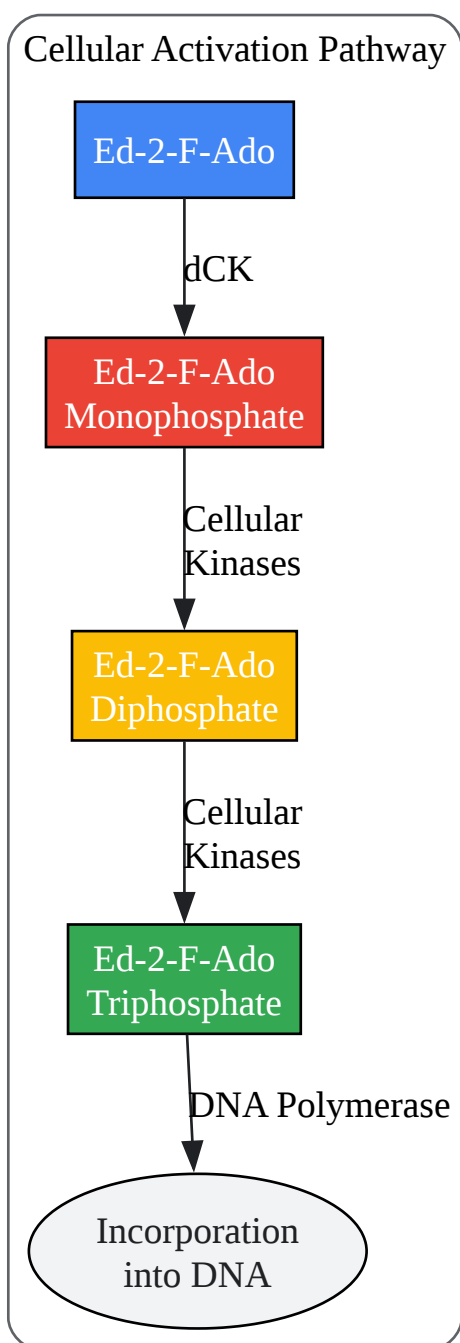 Cellular Activation Pathway
Ed-2-F-Ado
dCK
Ed-2-F-Ado
Monophosphate
Cellular
Kinases
Ed-2-F-Ado
Diphosphate
Cellular
Kinases
Ed-2-F-Ado
Triphosphate
DNA Polymerase
Incorporation
into DNA